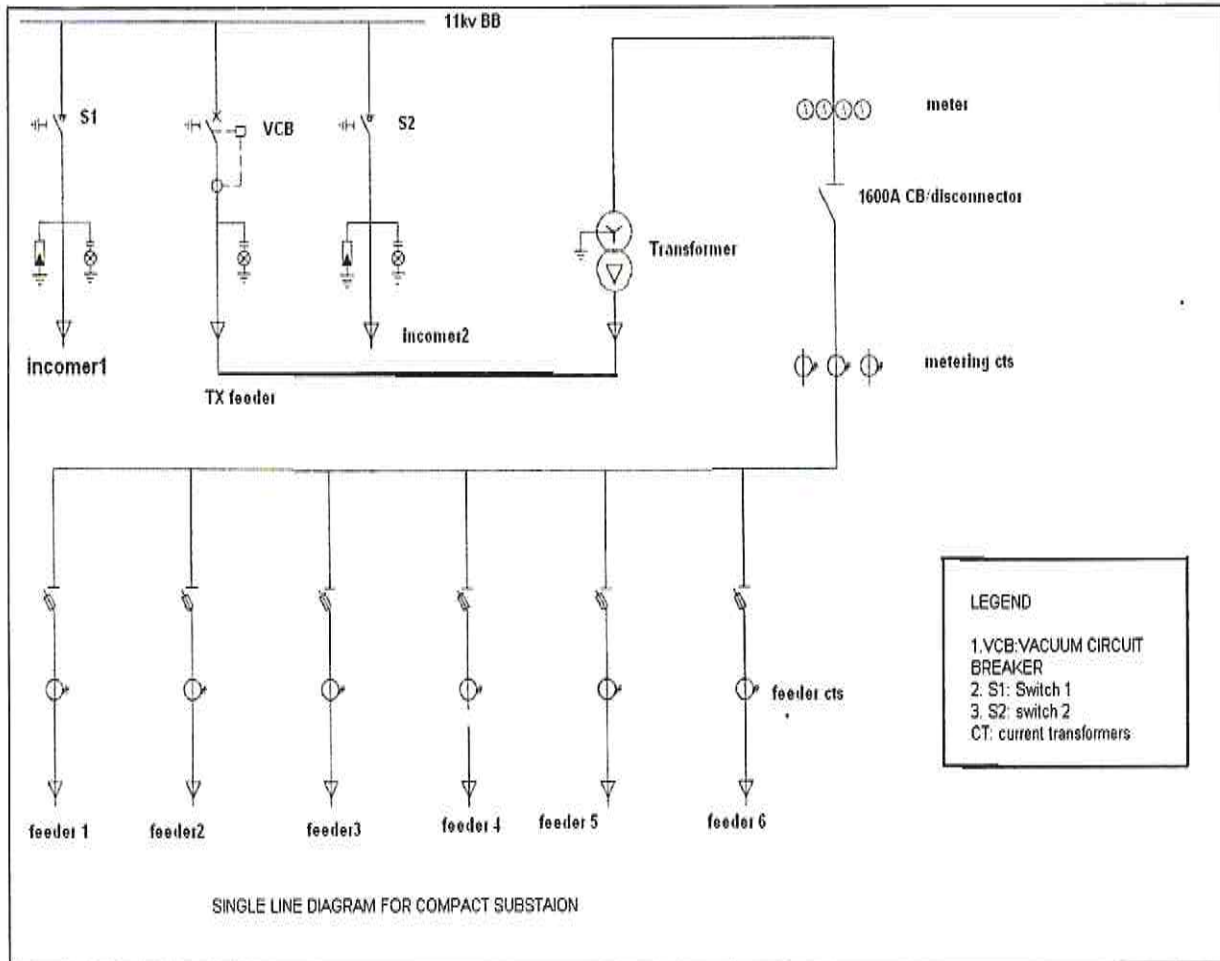 11kv BB
S1
VCB
S2
meter
1600A CB/disconnector
Transformer
incomer1
incomer2
metering cts
TX feeder
feeder cts
feeder 1
feeder2
feeder3
feeder 4
feeder 5
feeder 6
LEGEND
1.VCB:VACUUM CIRCUIT
BREAKER
2. S1: Switch 1
3. S2: switch 2
CT: current transformers
SINGLE LINE DIAGRAM FOR COMPACT SUBSTAION